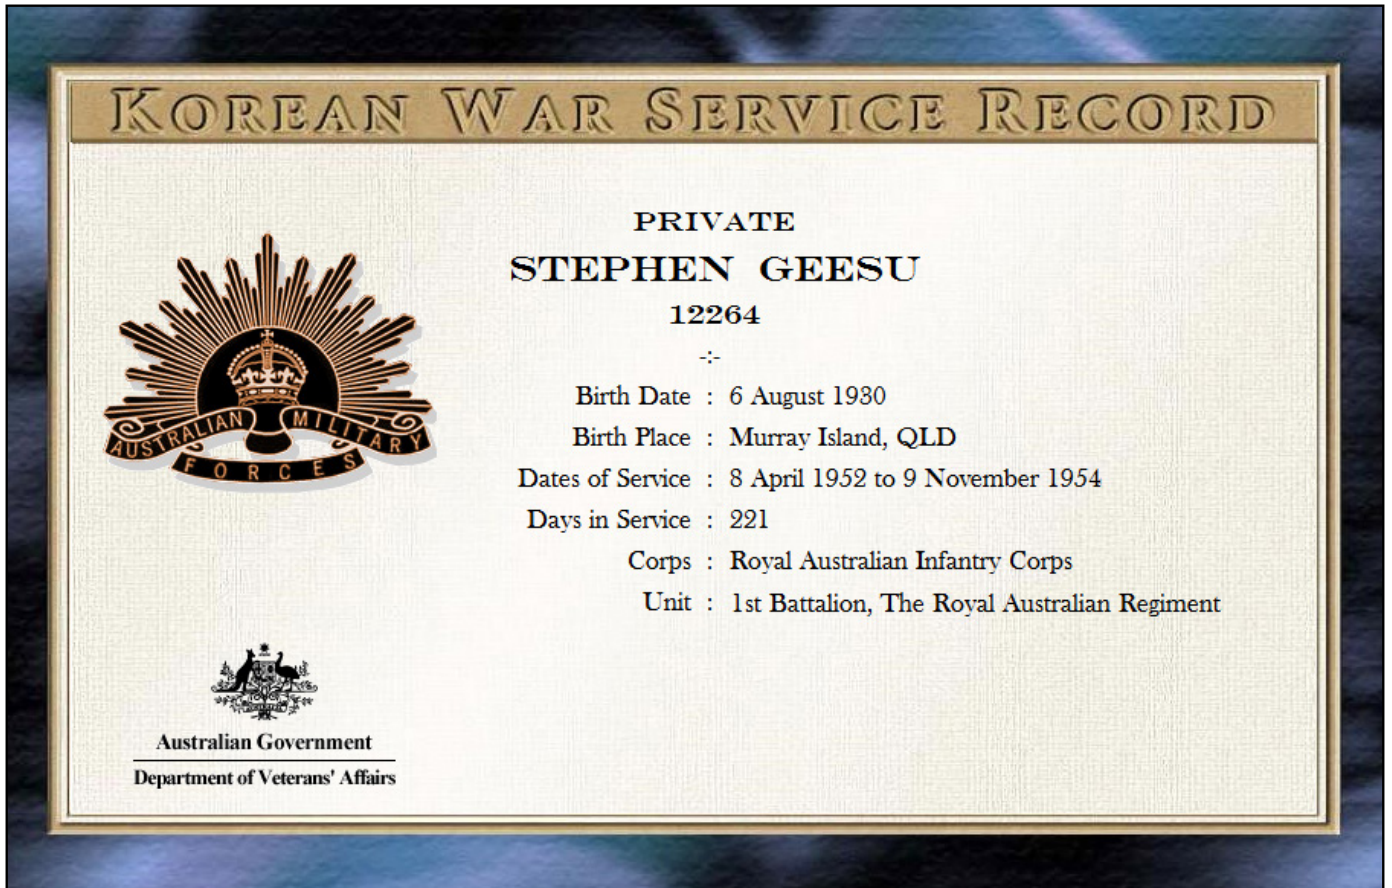 KOREAN WAR SERVICE RECORD
PRIVATE
STEPHEN GEESU
12264
-:-
Birth Date : 6 August 1930
Birth Place : Murray Island, QLD
Dates of Service : 8 April 1952 to 9 November 1954
Days in Service : 221
Corps : Royal Australian Infantry Corps
Unit : 1st Battalion, The Royal Australian Regiment
AUSTRALIAN MILITARY
FORCES
Australian Government
Department of Veterans' Affairs